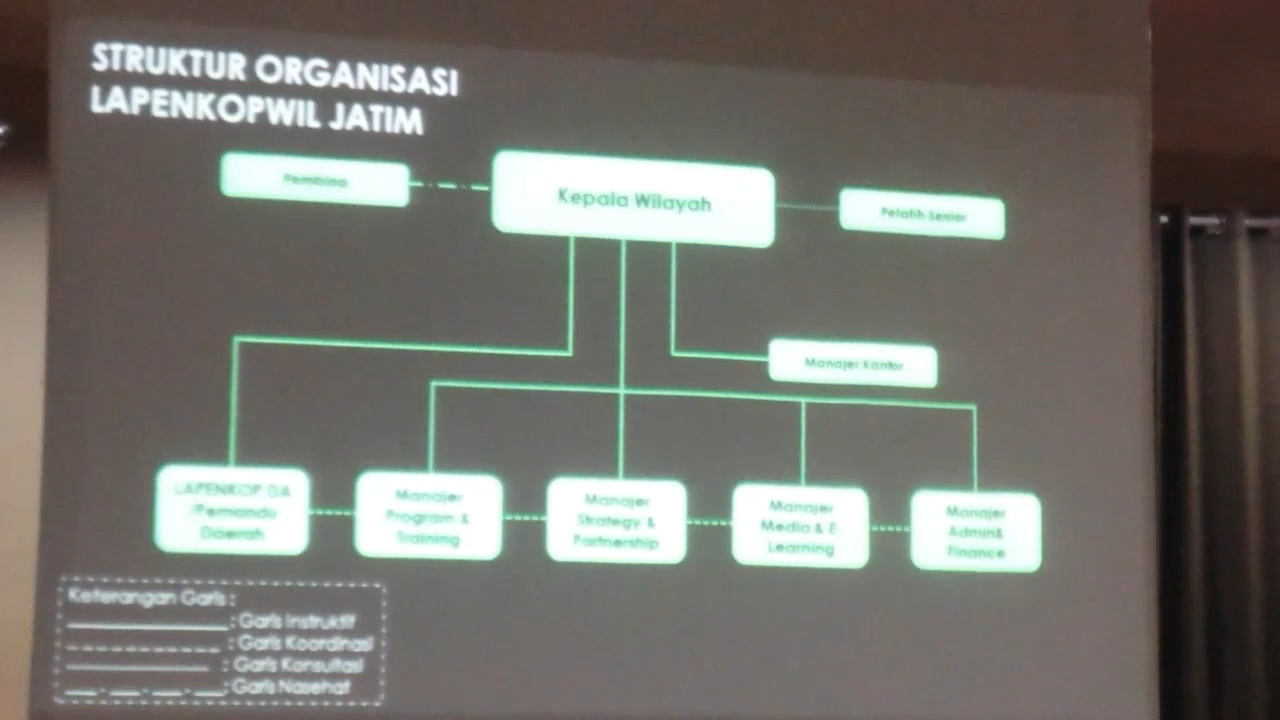 STRUKTUR ORGANISASI
LAPENKOPWIL JATIM
Pembina
Kepala Wilayah
Pelatih Senior
Manajer Kantor
LAPENKOP DA
/Pemandu
Daerah
Manajer
Program &
Training
Manajer
Strategy &
Partnership
Manajer
Media & E-
Learning
Manajer
Admin&
Finance
Keterangan Garis :
: Garis Instruktif
: Garis Koordinasi
: Garis Konsultasi
: Garis Nasehat